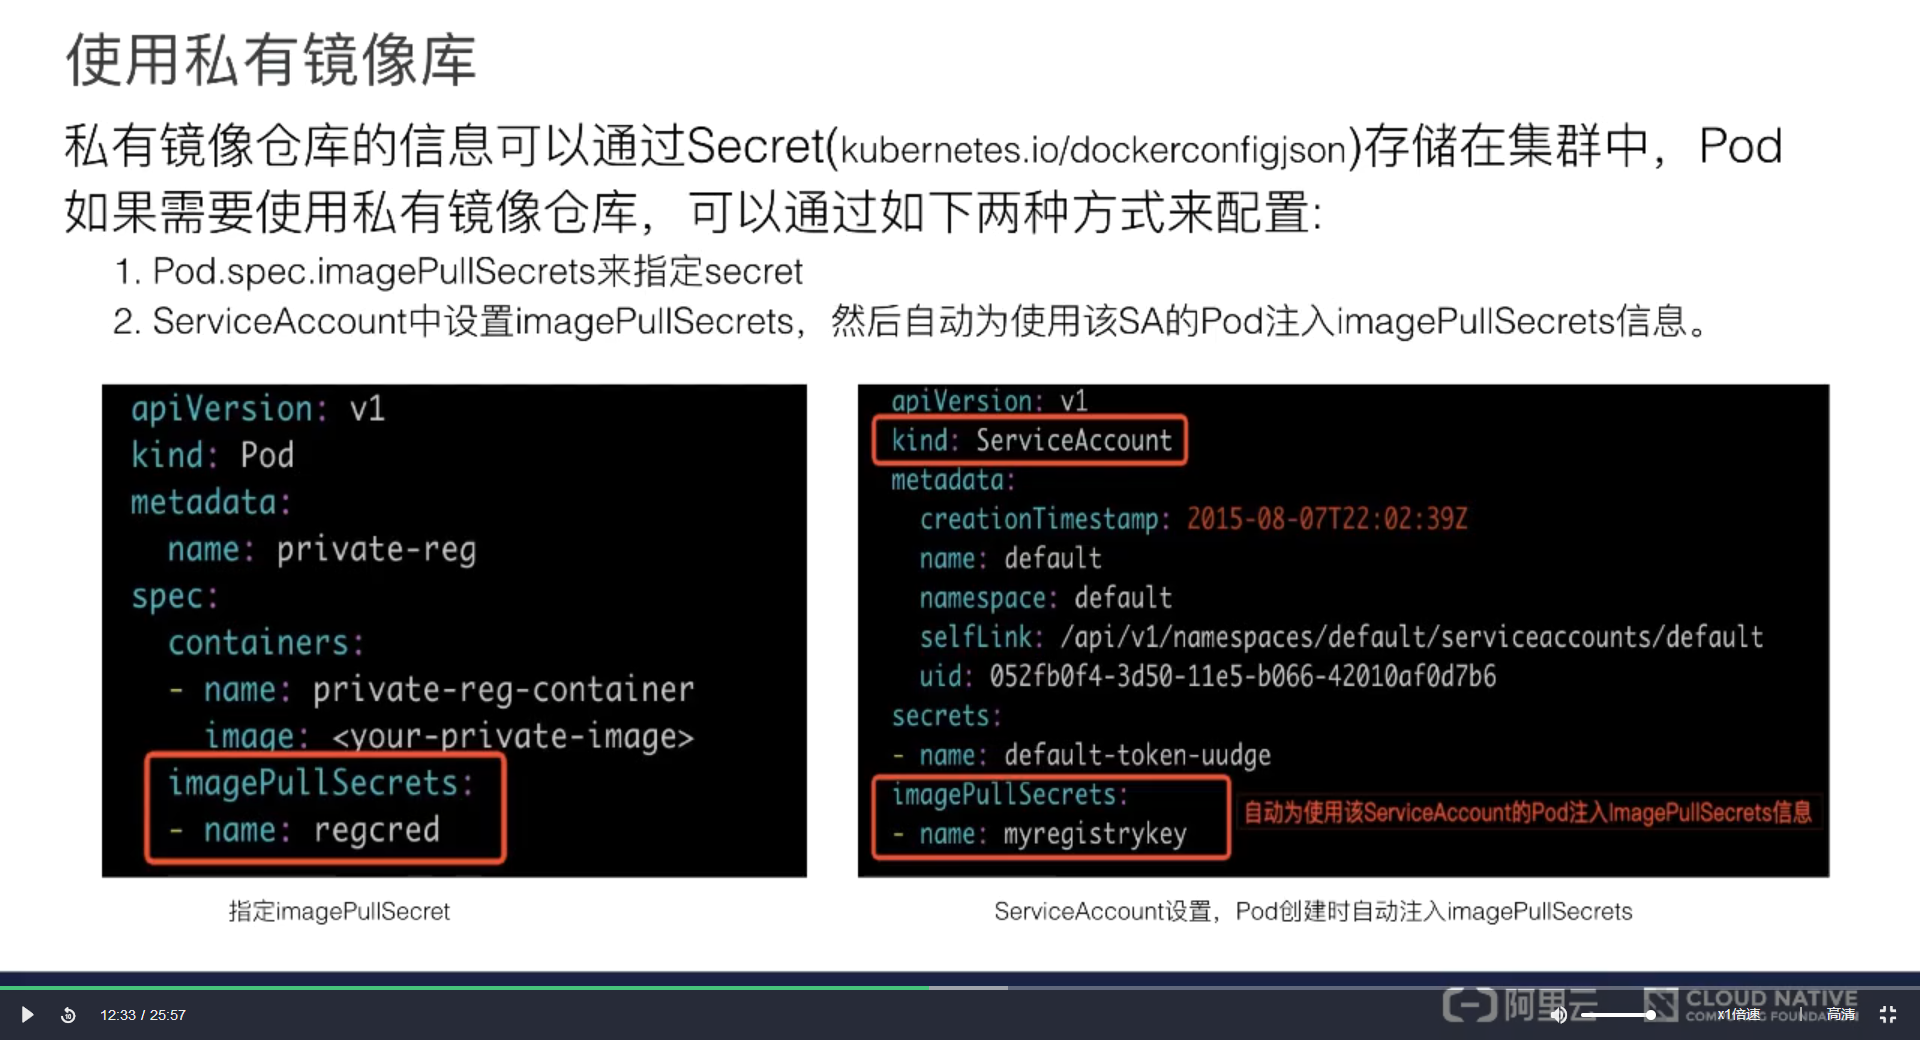 使用私有镜像库
私有镜像仓库的信息可以通过Secret(kubernetes.io/dockerconfigjson)存储在集群中，Pod
如果需要使用私有镜像仓库，可以通过如下两种方式来配置:
1. Pod.spec.imagePullSecrets来指定secret
2. ServiceAccount中设置imagePullSecrets，然后自动为使用该SA的Pod注入imagePullSecrets信息。
apiVersion: v1
kind: Pod
metadata:
name: private-reg
spec:
containers:
- name: private-reg-container
image: <your-private-image>
imagePullSecrets:
- name: regcred
指定imagePullSecret
apiVersion: v1
kind: ServiceAccount
metadata:
creationTimestamp: 2015-08-07T22:02:39Z
name: default
namespace: default
selfLink: /api/v1/namespaces/default/serviceaccounts/default
uid: 052fb0f4-3d50-11e5-b066-42010af0d7b6
secrets:
- name: default-token-uudge
imagePullSecrets:
- name: myregistrykey
自动为使用该ServiceAccount的Pod注入ImagePullSecrets信息
ServiceAccount设置，Pod创建时自动注入imagePullSecrets
10
12:33 / 25:57
阿里云
CLOUD NATIVE
COMPUTING FOUNDATION
x1倍速
高清